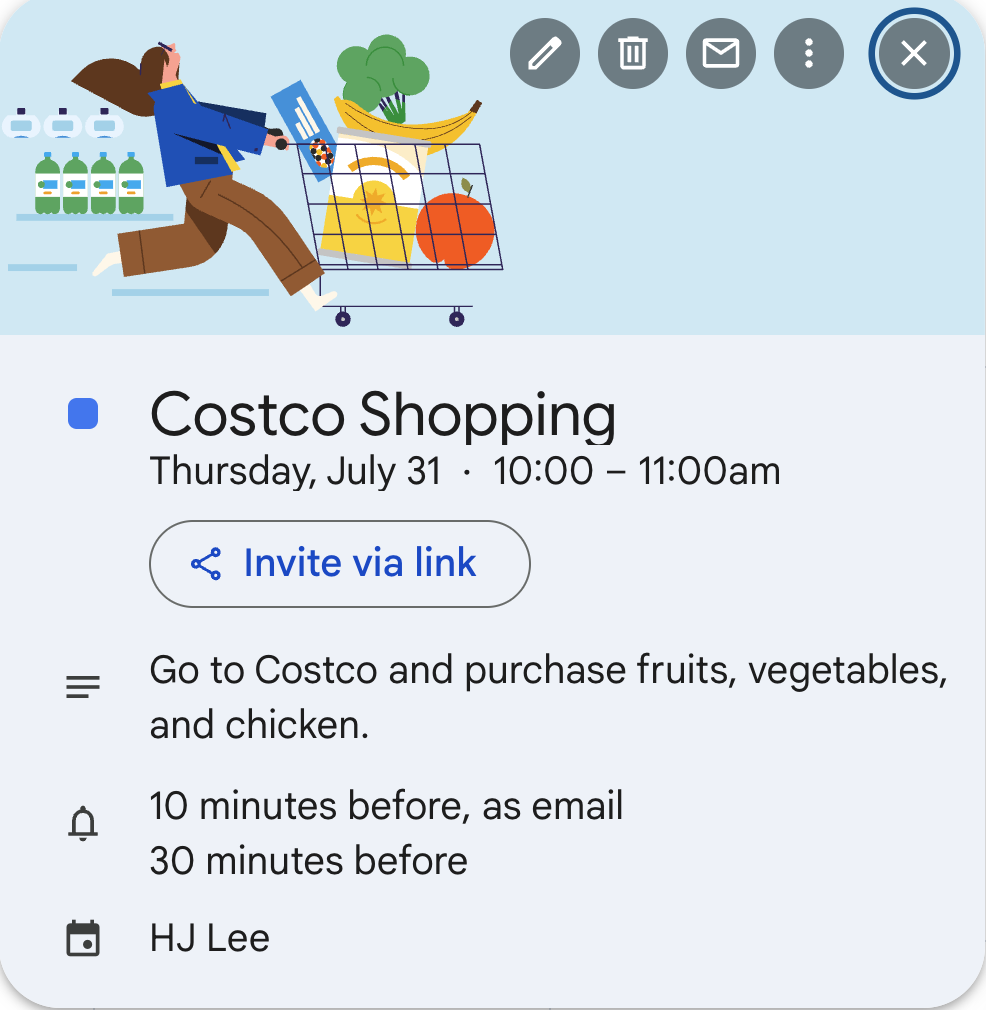 Costco Shopping
Thursday, July 31 · 10:00 – 11:00am
Invite via link
Go to Costco and purchase fruits, vegetables,
and chicken.
10 minutes before, as email
30 minutes before
HJ Lee